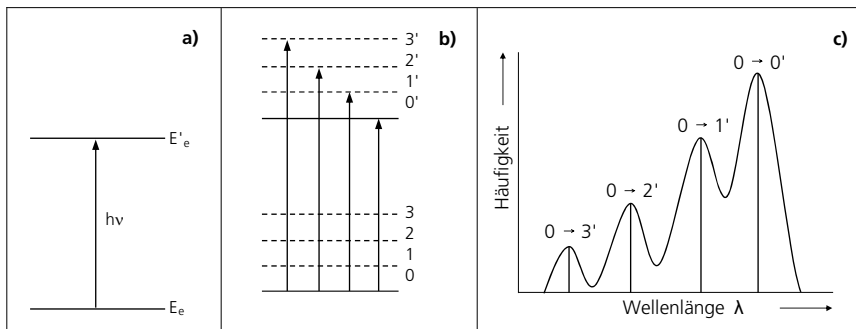 a)
E'e
hν
Ee
b)
3'
2'
1'
0'
3
2
1
0
c)
Häufigkeit
0 → 0'
0 → 1'
0 → 2'
0 → 3'
Wellenlänge λ